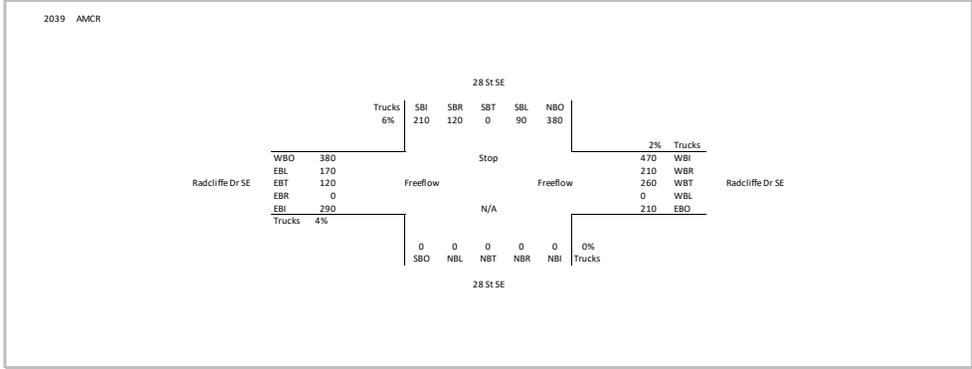 2039 AMCR
28 St SE
Trucks SBI SBR SBT SBL NBO
6% 210 120 0 90 380
2% Trucks
WBO 380 Stop 470 WBI
EBL 170 210 WBR
Radcliffe Dr SE EBT 120 Freeflow Freeflow 260 WBT Radcliffe Dr SE
EBR 0 0 WBL
EBI 290 N/A 210 EBO
Trucks 4%
0 0 0 0 0 0%
SBO NBL NBT NBR NBI Trucks
28 St SE